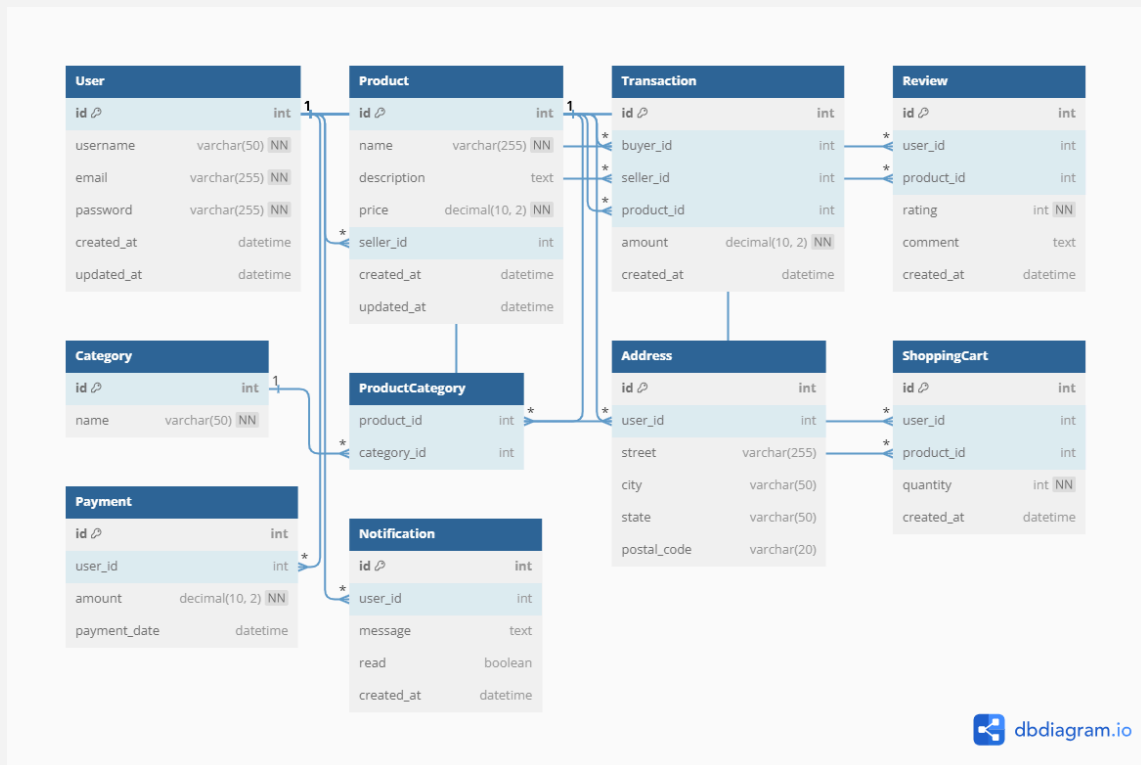 User
id int
username varchar(50) NN
email varchar(255) NN
password varchar(255) NN
created_at datetime
updated_at datetime
1
Product
id int
name varchar(255) NN
description text
price decimal(10, 2) NN
* seller_id int
created_at datetime
updated_at datetime
1
Transaction
id int
* buyer_id int
* seller_id int
* product_id int
amount decimal(10, 2) NN
created_at datetime
Review
id int
* user_id int
* product_id int
rating int NN
comment text
created_at datetime
Category
id int
name varchar(50) NN
1
ProductCategory
product_id int *
* category_id int
Address
id int
* user_id int
street varchar(255)
city varchar(50)
state varchar(50)
postal_code varchar(20)
ShoppingCart
id int
* user_id int
* product_id int
quantity int NN
created_at datetime
Payment
id int
user_id int *
amount decimal(10, 2) NN
payment_date datetime
Notification
id int
* user_id int
message text
read boolean
created_at datetime
dbdiagram.io